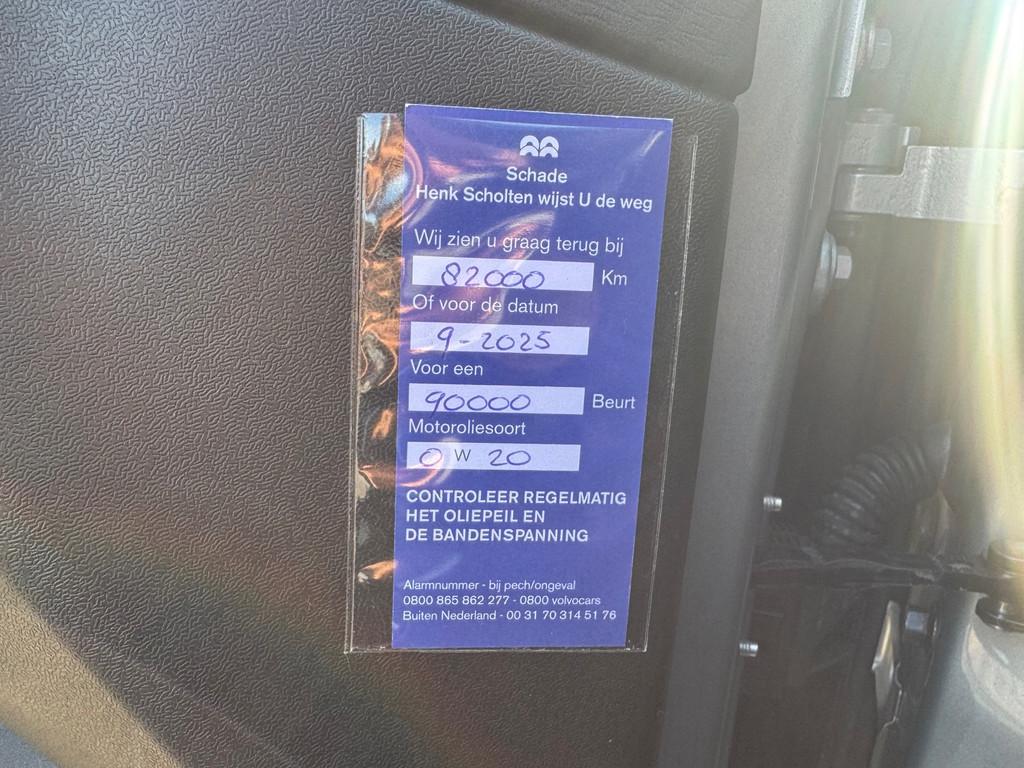 Schade
Henk Scholten wijst U de weg
Wij zien u graag terug bij
82000 Km
Of voor de datum
9-2025
Voor een
90000 Beurt
Motoroliesoort
0 W 20
CONTROLEER REGELMATIG
HET OLIEPEIL EN
DE BANDENSPANNING
Alarmnummer - bij pech/ongeval
0800 865 862 277 - 0800 volvocars
Buiten Nederland - 00 31 70 314 51 76